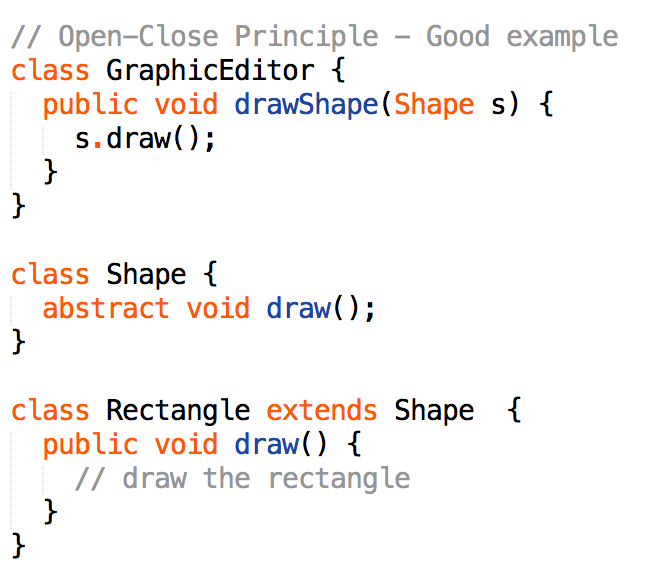 // Open-Close Principle - Good example
class GraphicEditor {
  public void drawShape(Shape s) {
    s.draw();
  }
}

class Shape {
  abstract void draw();
}

class Rectangle extends Shape  {
  public void draw() {
    // draw the rectangle
  }
}